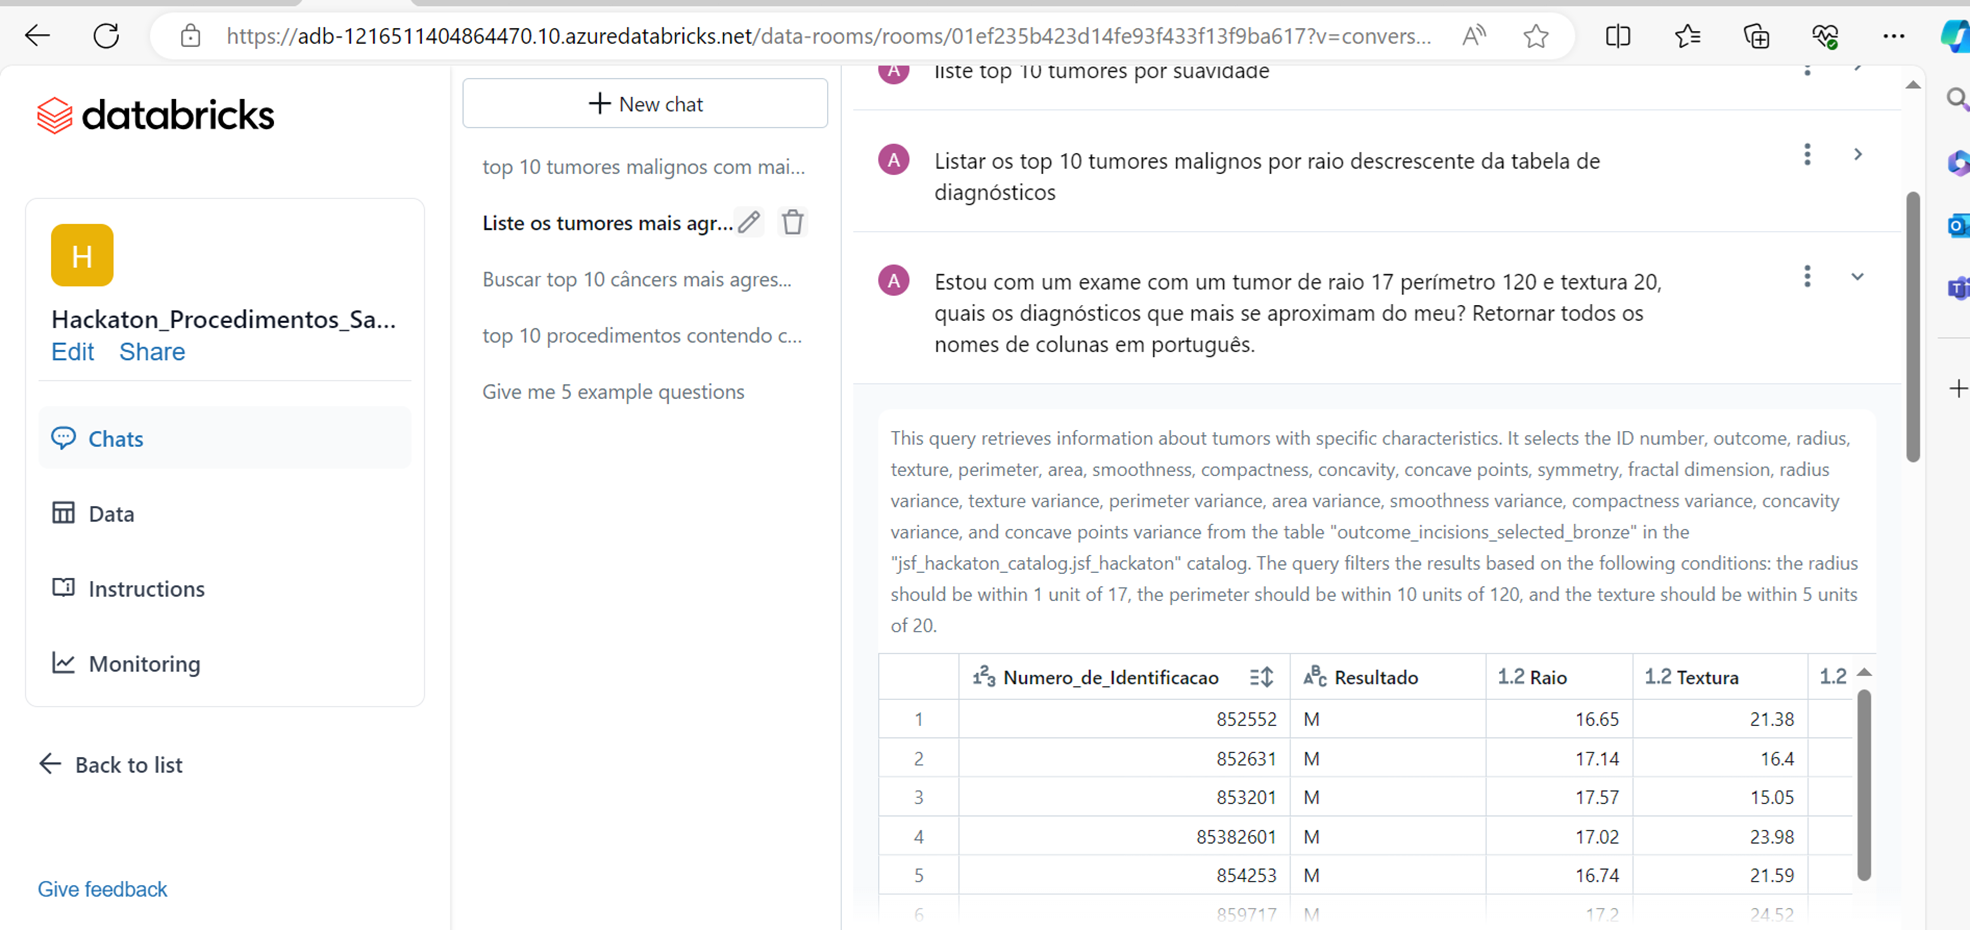 https://adb-1216511404864470.10.azuredatabricks.net/data-rooms/rooms/01ef235b423d14fe93f433f13f9ba617?v=convers...
databricks
H
Hackaton_Procedimentos_Sa...
Edit Share
Chats
Data
Instructions
Monitoring
Back to list
Give feedback
New chat
top 10 tumores malignos com mai...
Liste os tumores mais agr...
Buscar top 10 câncers mais agres...
top 10 procedimentos contendo c...
Give me 5 example questions
A liste top 10 tumores por suavidade
A Listar os top 10 tumores malignos por raio descrescente da tabela de
diagnósticos
A Estou com um exame com um tumor de raio 17 perímetro 120 e textura 20,
quais os diagnósticos que mais se aproximam do meu? Retornar todos os
nomes de colunas em português.
This query retrieves information about tumors with specific characteristics. It selects the ID number, outcome, radius,
texture, perimeter, area, smoothness, compactness, concavity, concave points, symmetry, fractal dimension, radius
variance, texture variance, perimeter variance, area variance, smoothness variance, compactness variance, concavity
variance, and concave points variance from the table "outcome_incisions_selected_bronze" in the
"jsf_hackaton_catalog.jsf_hackaton" catalog. The query filters the results based on the following conditions: the radius
should be within 1 unit of 17, the perimeter should be within 10 units of 120, and the texture should be within 5 units
of 20.
123 Numero_de_Identificacao ABC Resultado 1.2 Raio 1.2 Textura 1.2
1 852552 M 16.65 21.38
2 852631 M 17.14 16.4
3 853201 M 17.57 15.05
4 85382601 M 17.02 23.98
5 854253 M 16.74 21.59
6 859717 M 17.2 24.52